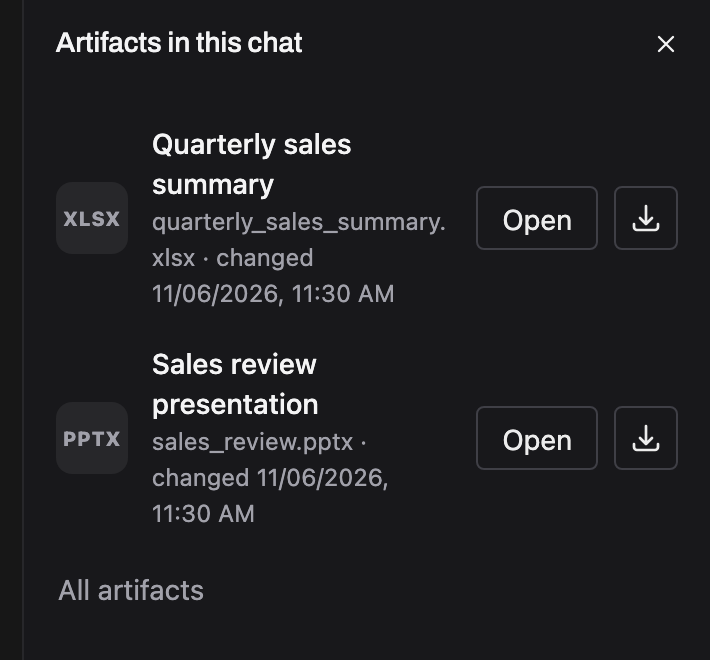 Artifacts in this chat
Quarterly sales
summary
XLSX
quarterly_sales_summary.
xlsx · changed
11/06/2026, 11:30 AM
Open
Sales review
presentation
PPTX
sales_review.pptx ·
changed 11/06/2026,
11:30 AM
Open
All artifacts